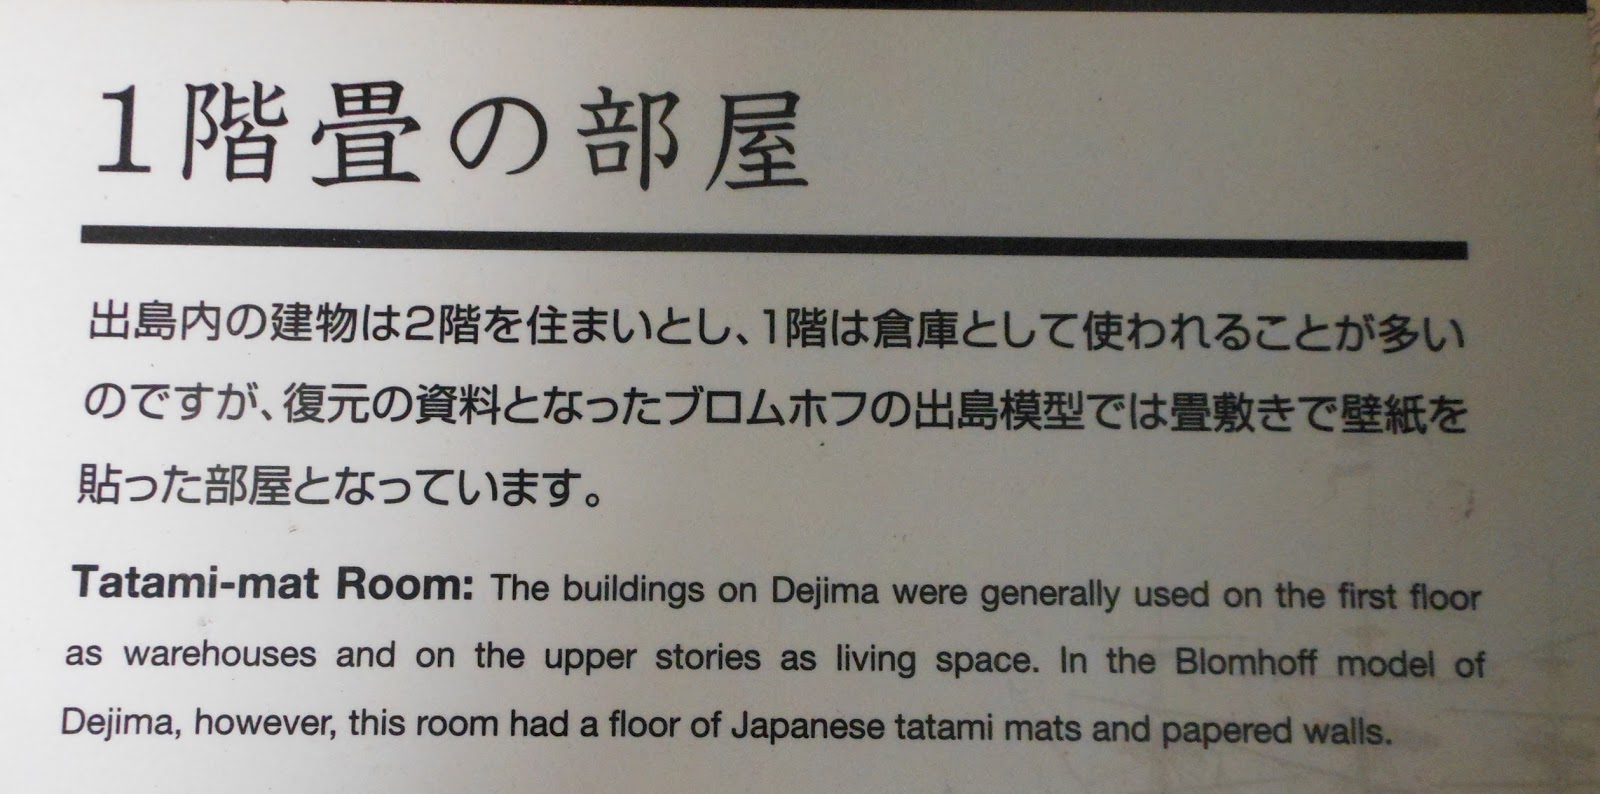 1階畳の部屋
出島内の建物は2階を住まいとし、1階は倉庫として使われることが多い
のですが、復元の資料となったブロムホフの出島模型では畳敷きで壁紙を
貼った部屋となっています。
Tatami-mat Room: The buildings on Dejima were generally used on the first floor
as warehouses and on the upper stories as living space. In the Blomhoff model of
Dejima, however, this room had a floor of Japanese tatami mats and papered walls.